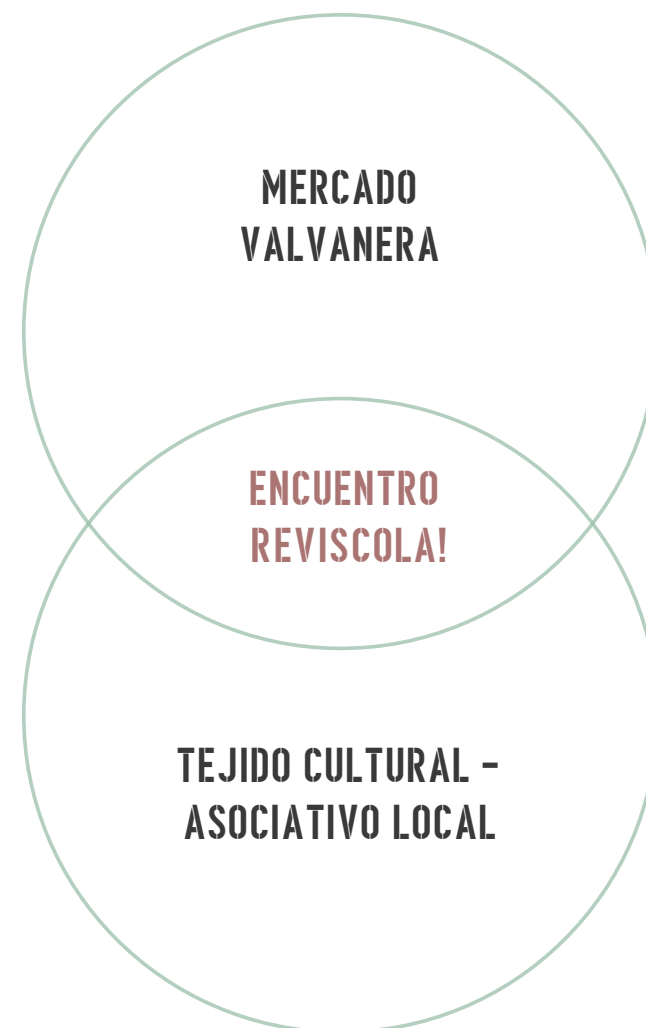 MERCADO
VALVANERA
ENCUENTRO
REVISCOLA!
TEJIDO CULTURAL -
ASOCIATIVO LOCAL